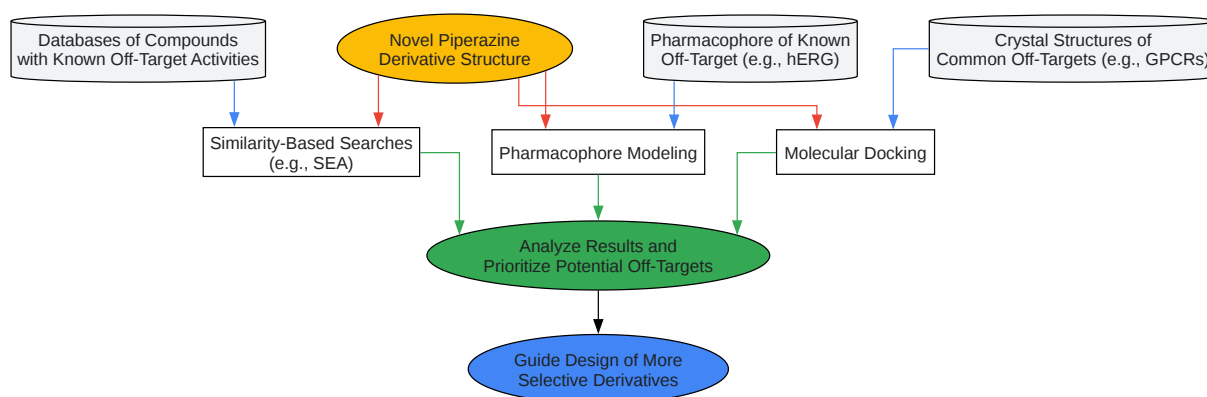 Databases of Compounds
with Known Off-Target Activities
Novel Piperazine
Derivative Structure
Pharmacophore of Known
Off-Target (e.g., hERG)
Crystal Structures of
Common Off-Targets (e.g., GPCRs)
Similarity-Based Searches
(e.g., SEA)
Pharmacophore Modeling
Molecular Docking
Analyze Results and
Prioritize Potential Off-Targets
Guide Design of More
Selective Derivatives